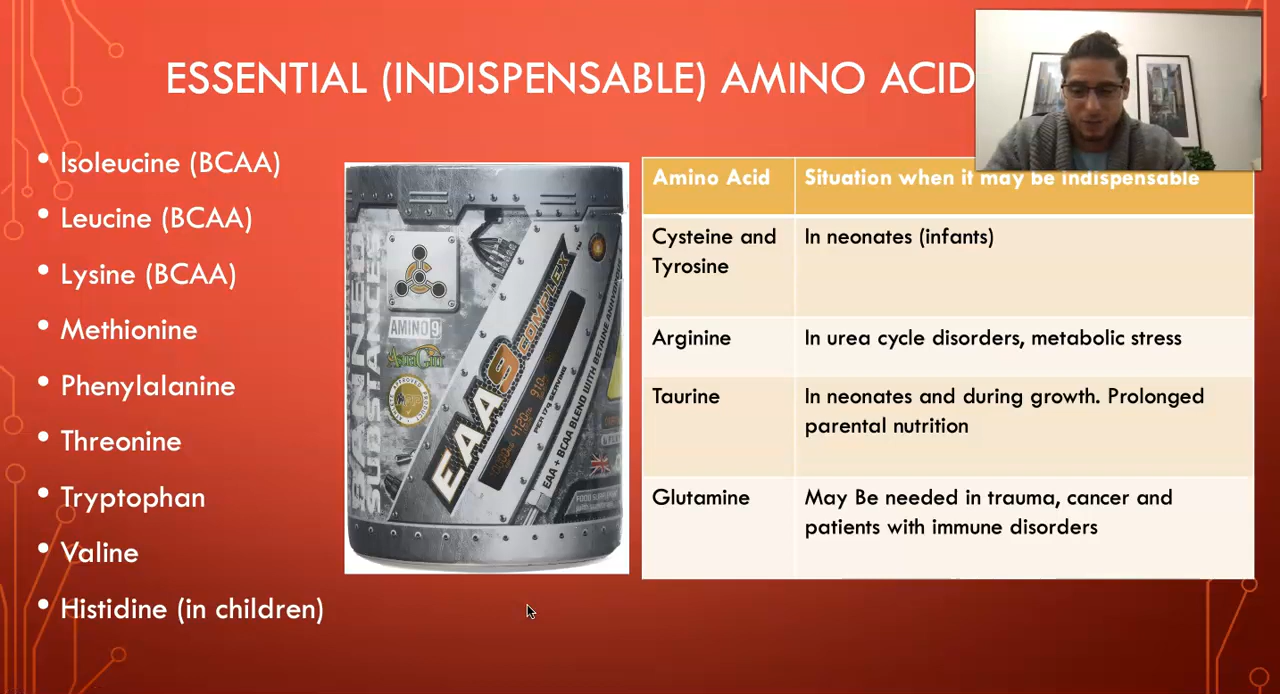 ESSENTIAL (INDISPENSABLE) AMINO ACID
• Isoleucine (BCAA)
• Leucine (BCAA)
• Lysine (BCAA)
• Methionine
• Phenylalanine
• Threonine
• Tryptophan
• Valine
• Histidine (in children)
BANNED
SUBSTANCES
AMINO 9
EAA9
COMPLEX
PER 17g SERVING
EAA + BCAA BLEND WITH BETAINE
Amino Acid
Situation when it may be indispensable
Cysteine and
Tyrosine
In neonates (infants)
Arginine
In urea cycle disorders, metabolic stress
Taurine
In neonates and during growth. Prolonged
parental nutrition
Glutamine
May Be needed in trauma, cancer and
patients with immune disorders